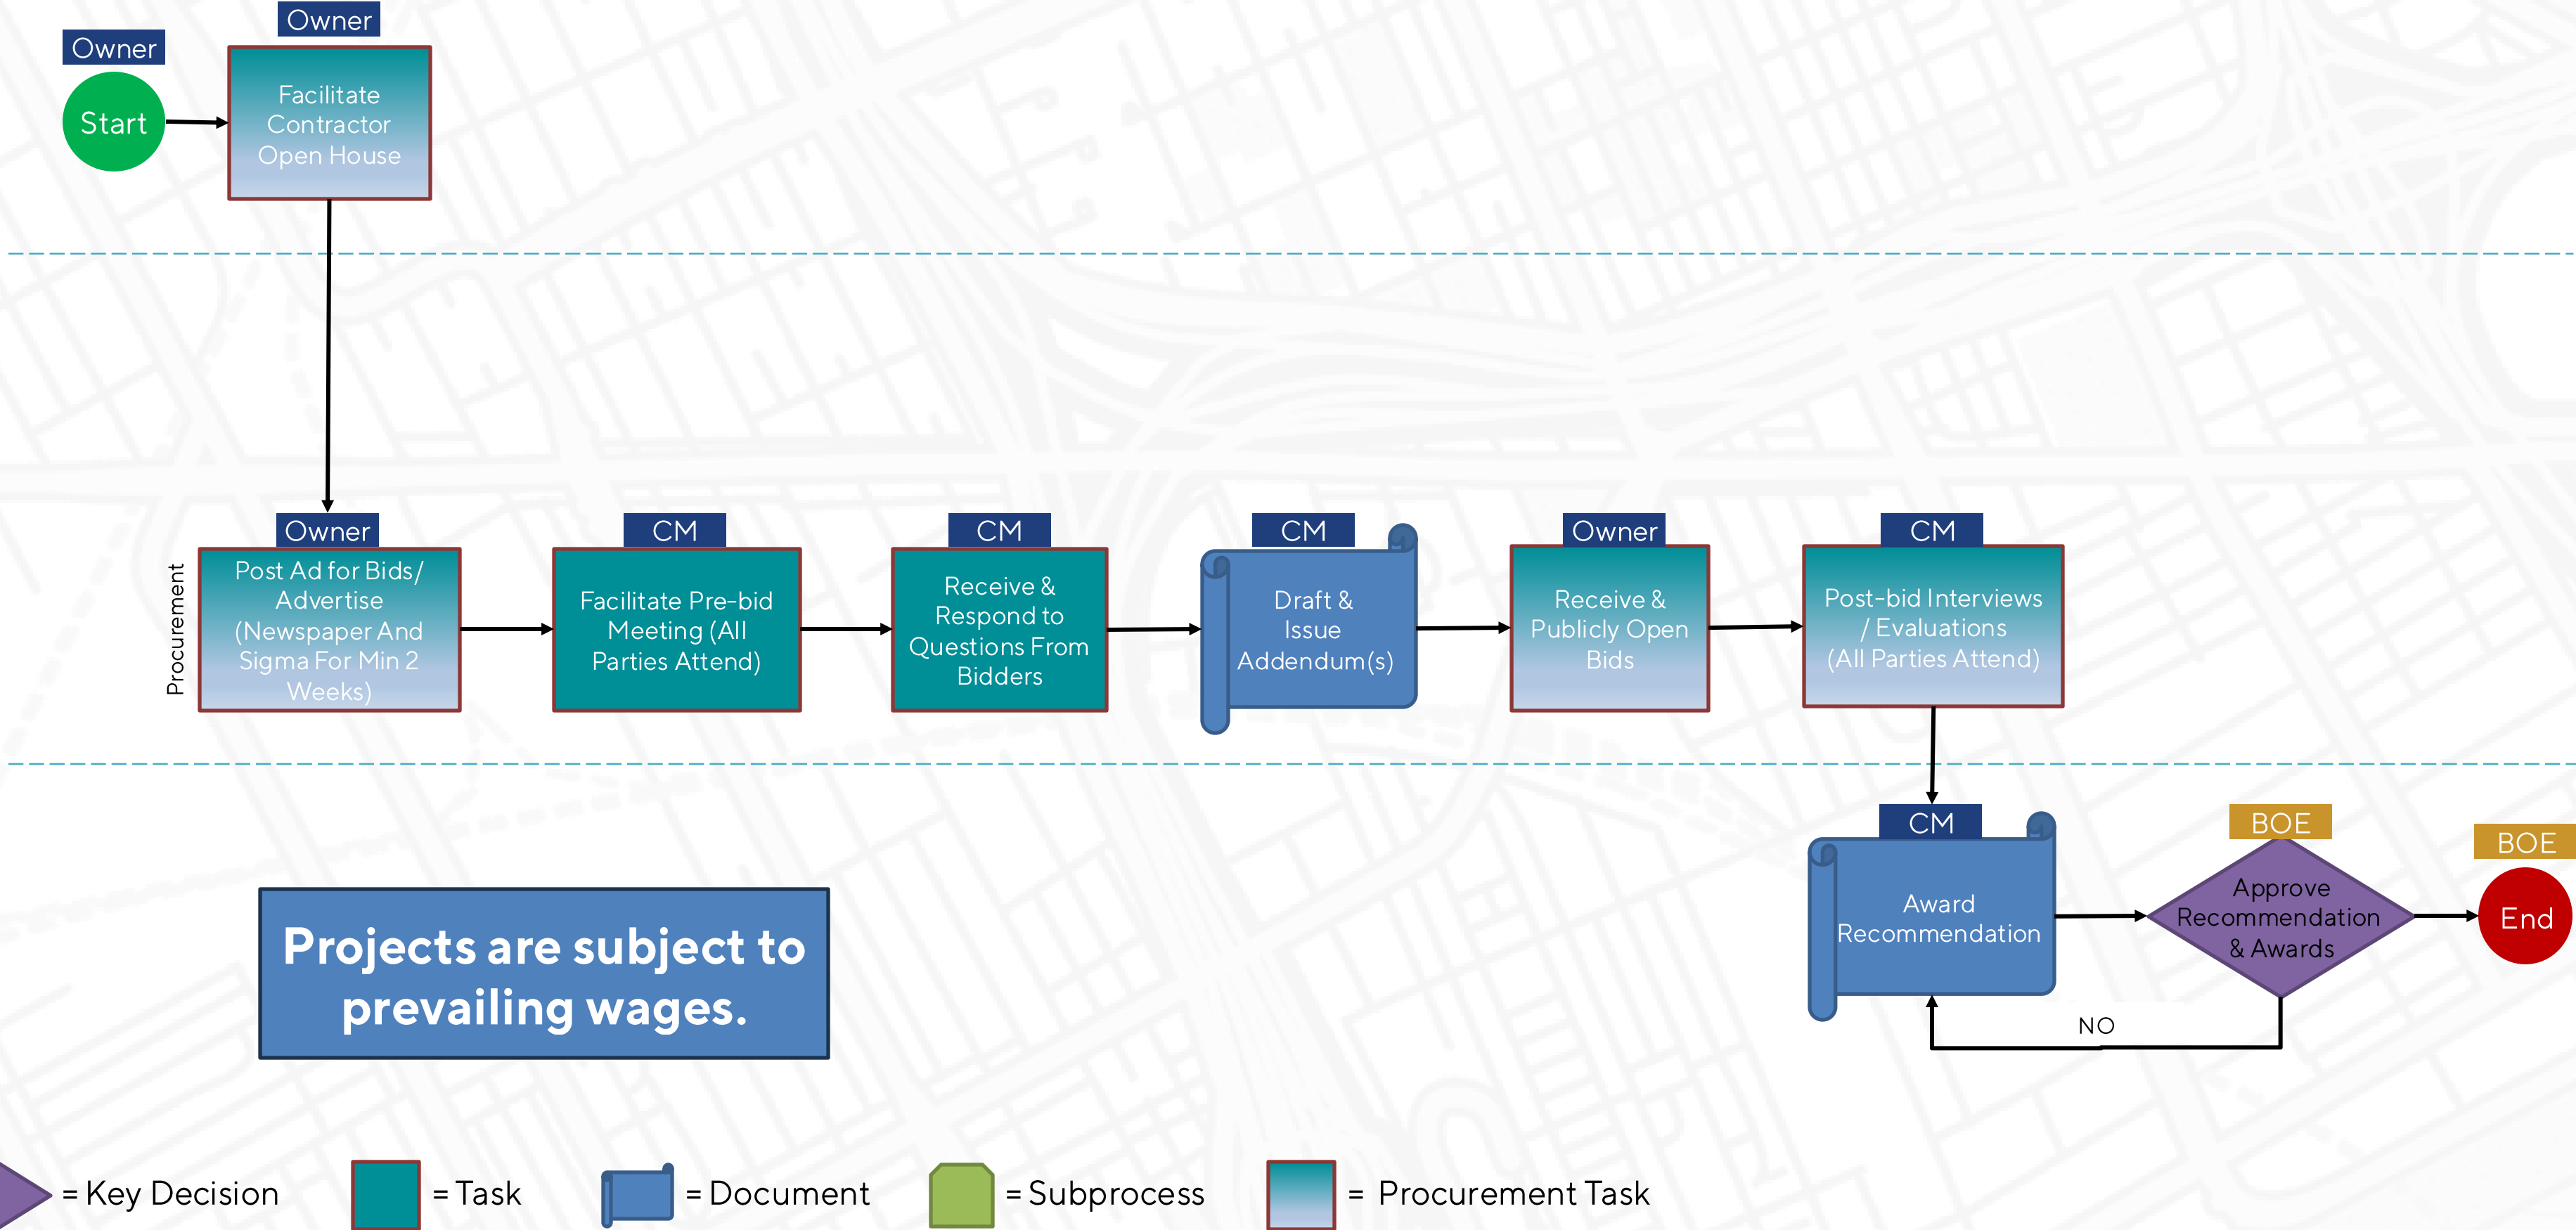 Owner
Owner
Start
Facilitate
Contractor
Open House
Procurement
Owner
Post Ad for Bids/
Advertise
(Newspaper And
Sigma For Min 2
Weeks)
CM
Facilitate Pre-bid
Meeting (All
Parties Attend)
CM
Receive &
Respond to
Questions From
Bidders
CM
Draft &
Issue
Addendum(s)
Owner
Receive &
Publicly Open
Bids
CM
Post-bid Interviews
/ Evaluations
(All Parties Attend)
CM
Award
Recommendation
BOE
Approve
Recommendation
& Awards
BOE
End
NO
Projects are subject to
prevailing wages.
= Key Decision
= Task
= Document
= Subprocess
= Procurement Task